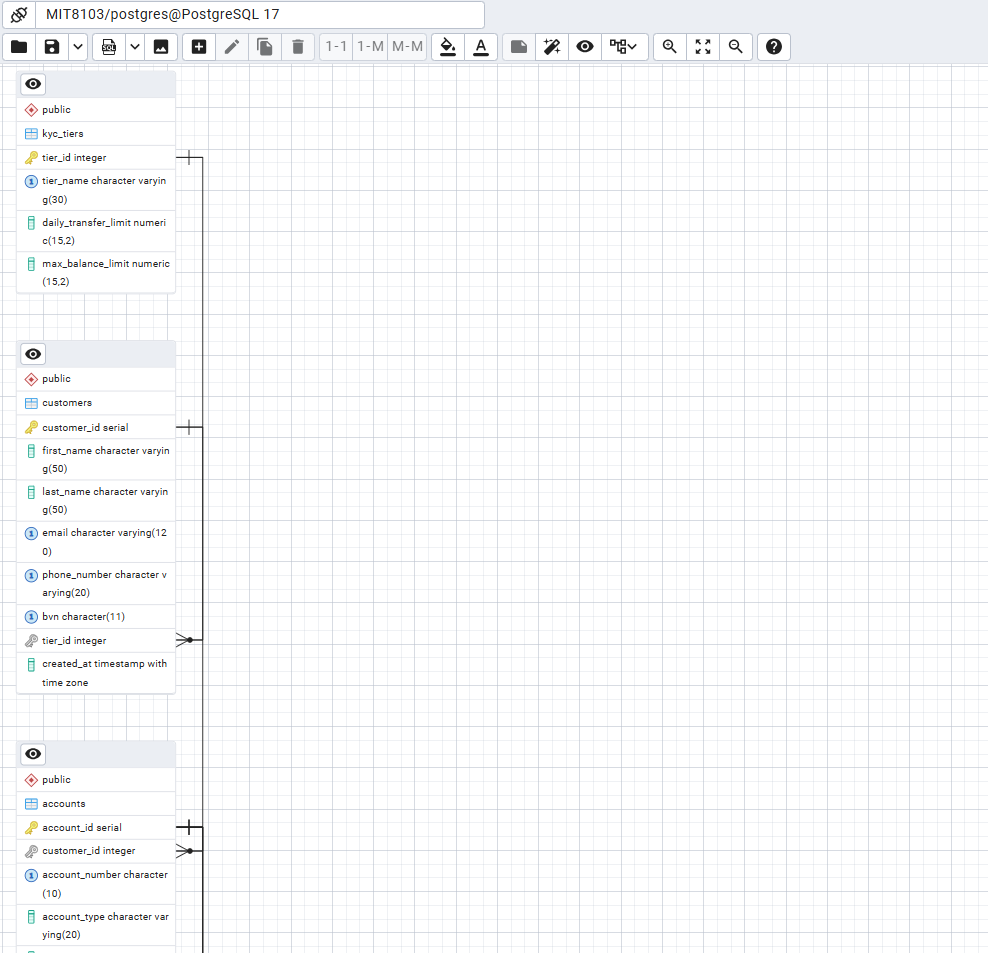 MIT8103/postgres@PostgreSQL 17
SQL
1-1
1-M
M-M
A
public
kyc_tiers
tier_id integer
tier_name character varyin
g(30)
daily_transfer_limit numeri
c(15,2)
max_balance_limit numeric
(15,2)
public
customers
customer_id serial
first_name character varyin
g(50)
last_name character varyin
g(50)
email character varying(12
0)
phone_number character v
arying(20)
bvn character(11)
tier_id integer
created_at timestamp with
time zone
public
accounts
account_id serial
customer_id integer
account_number character
(10)
account_type character var
ying(20)